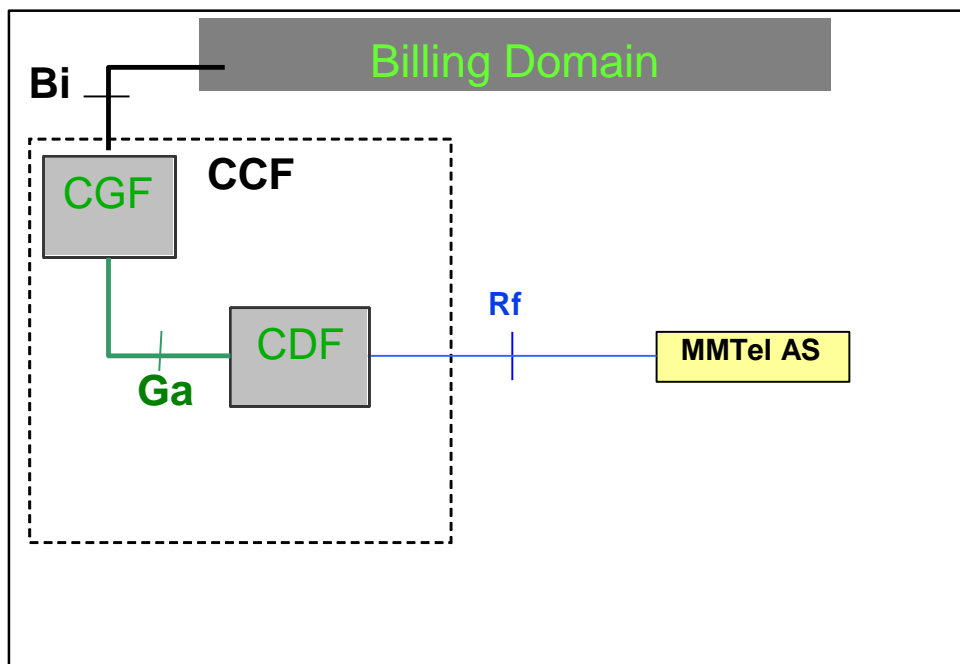 Billing Domain
Bi
CCF
CGF
Rf
CDF
MMTel AS
Ga